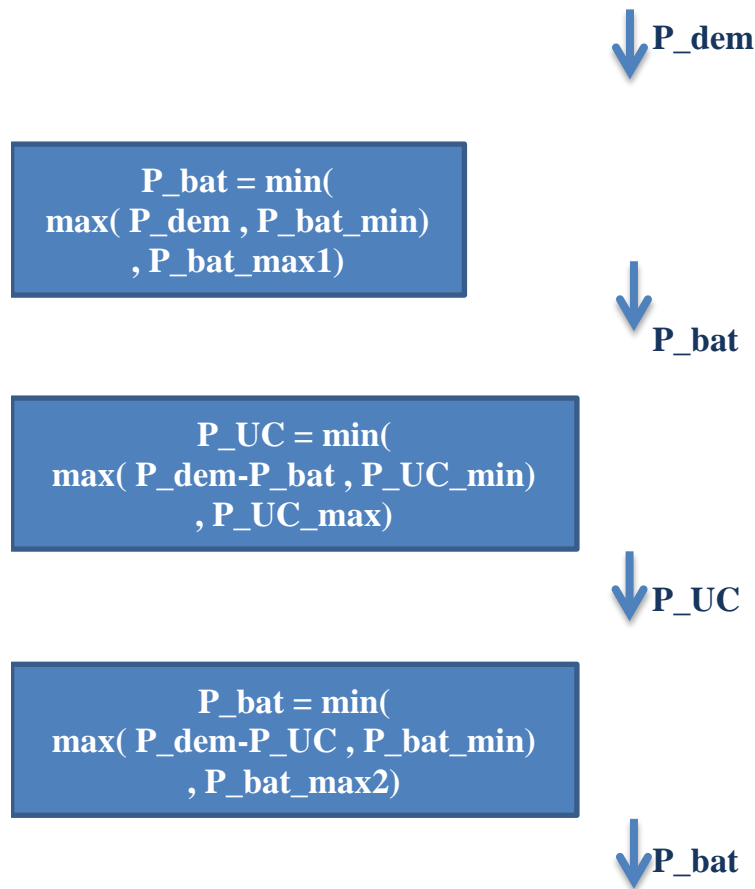 P_dem
P_bat = min(
max( P_dem , P_bat_min)
, P_bat_max1)
P_bat
P_UC = min(
max( P_dem-P_bat , P_UC_min)
, P_UC_max)
P_UC
P_bat = min(
max( P_dem-P_UC , P_bat_min)
, P_bat_max2)
P_bat